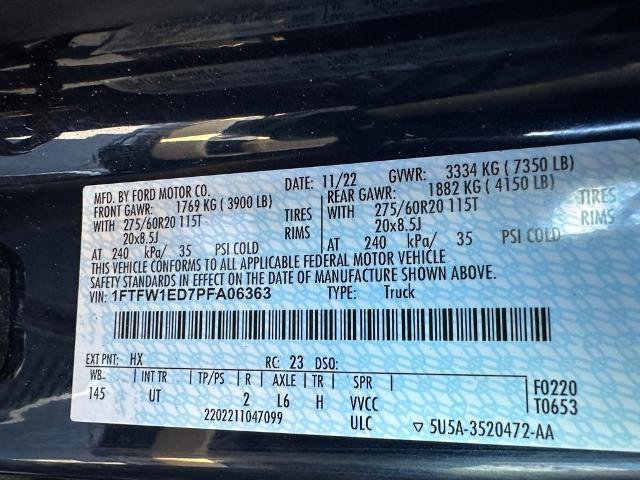 MFD. BY FORD MOTOR CO.
DATE: 11/22 GVWR: 3334 KG ( 7350 LB)
FRONT GAWR: 1769 KG ( 3900 LB)
REAR GAWR: 1882 KG ( 4150 LB)
WITH 275/60R20 115T TIRES
WITH 275/60R20 115T TIRES
20x8.5J RIMS
20x8.5J RIMS
AT 240 kPa/ 35 PSI COLD
AT 240 kPa/ 35 PSI COLD
THIS VEHICLE CONFORMS TO ALL APPLICABLE FEDERAL MOTOR VEHICLE
SAFETY STANDARDS IN EFFECT ON THE DATE OF MANUFACTURE SHOWN ABOVE.
VIN: 1FTFW1ED7PFA06363 TYPE: Truck
EXT PNT: HX RC: 23 DSO:
WB INT TR TP/PS R AXLE TR SPR
145 UT 2 L6 H VVCC
F0220
T0653
2202211047099 ULC ▽ 5U5A-3520472-AA